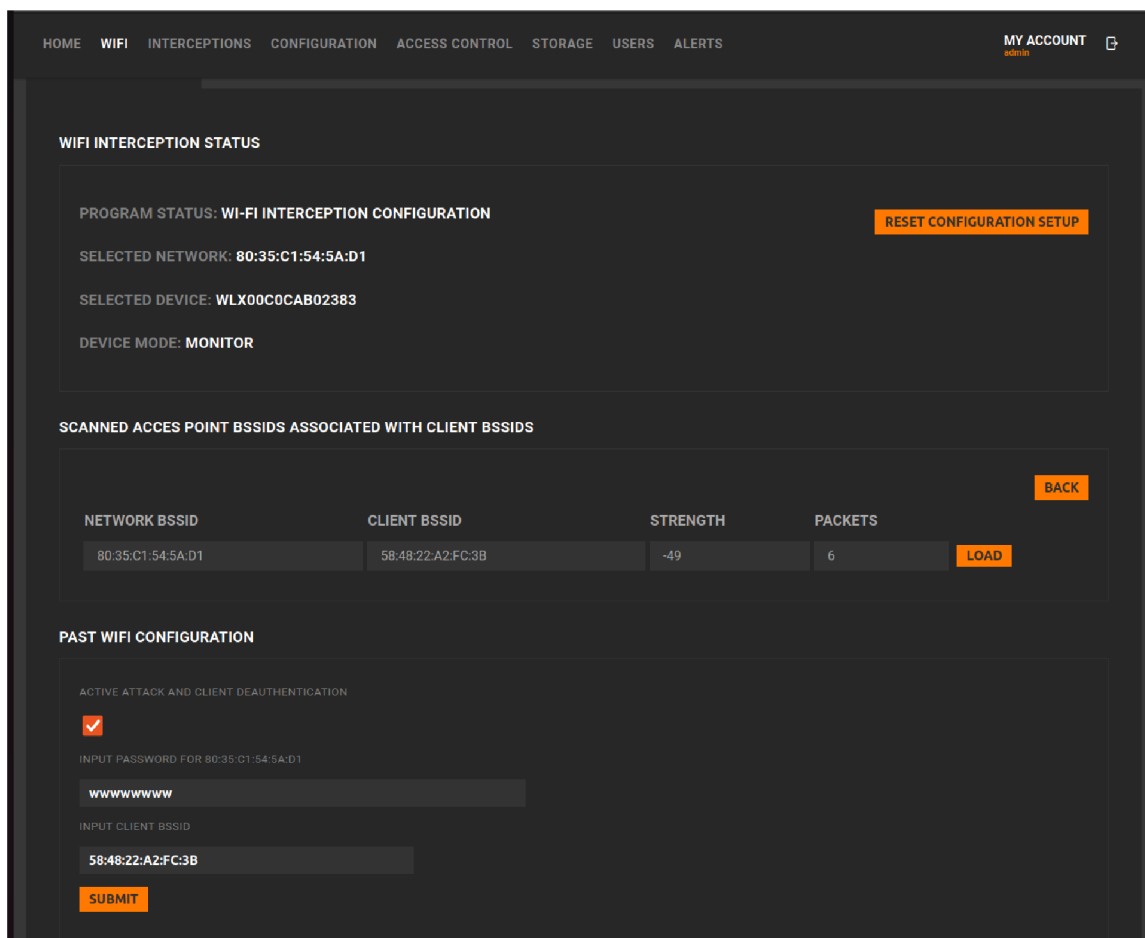 HOME WIFI INTERCEPTIONS CONFIGURATION ACCESS CONTROL STORAGE USERS ALERTS MY ACCOUNT
admin
WIFI INTERCEPTION STATUS
PROGRAM STATUS: WI-FI INTERCEPTION CONFIGURATION
RESET CONFIGURATION SETUP
SELECTED NETWORK: 80:35:C1:54:5A:D1
SELECTED DEVICE: WLX00C0CAB02383
DEVICE MODE: MONITOR
SCANNED ACCES POINT BSSIDS ASSOCIATED WITH CLIENT BSSIDS
BACK
NETWORK BSSID CLIENT BSSID STRENGTH PACKETS
80:35:C1:54:5A:D1 58:48:22:A2:FC:3B -49 6 LOAD
PAST WIFI CONFIGURATION
ACTIVE ATTACK AND CLIENT DEAUTHENTICATION
INPUT PASSWORD FOR 80:35:C1:54:5A:D1
wwwwwwww
INPUT CLIENT BSSID
58:48:22:A2:FC:3B
SUBMIT